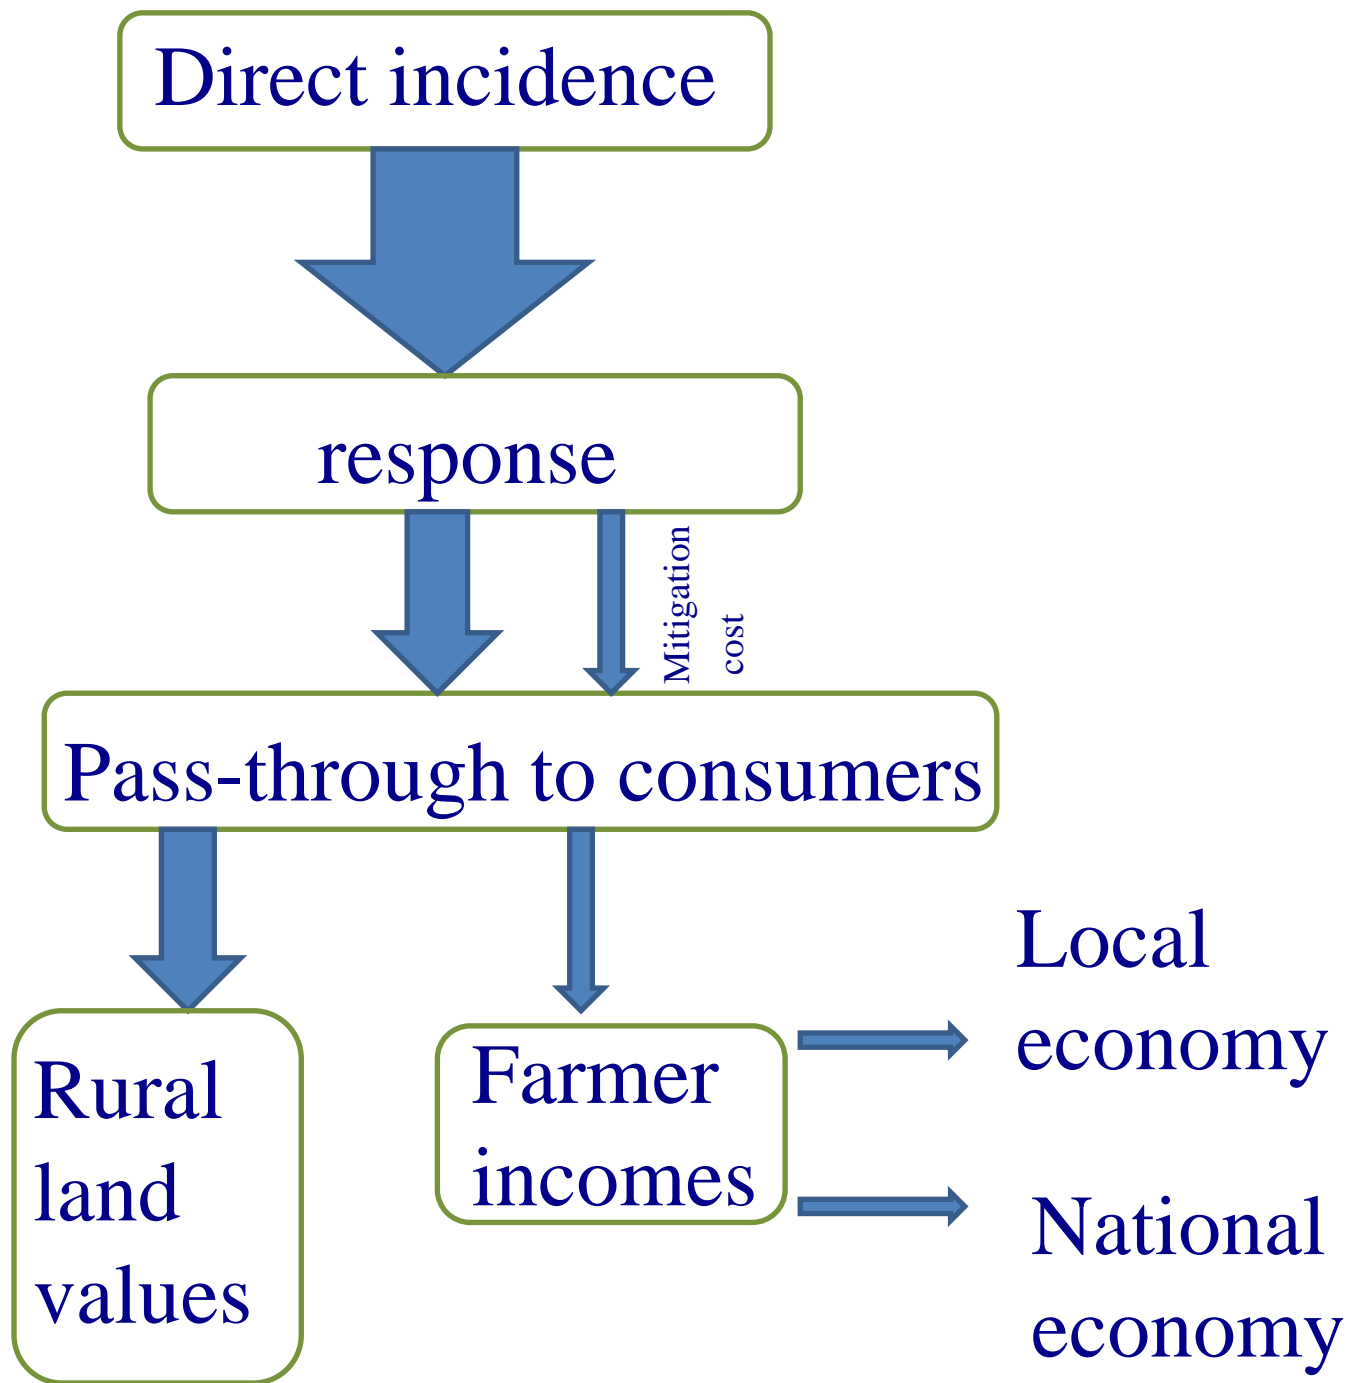 Direct incidence
response
Mitigation
cost
Pass-through to consumers
Rural
land
values
Farmer
incomes
Local
economy
National
economy